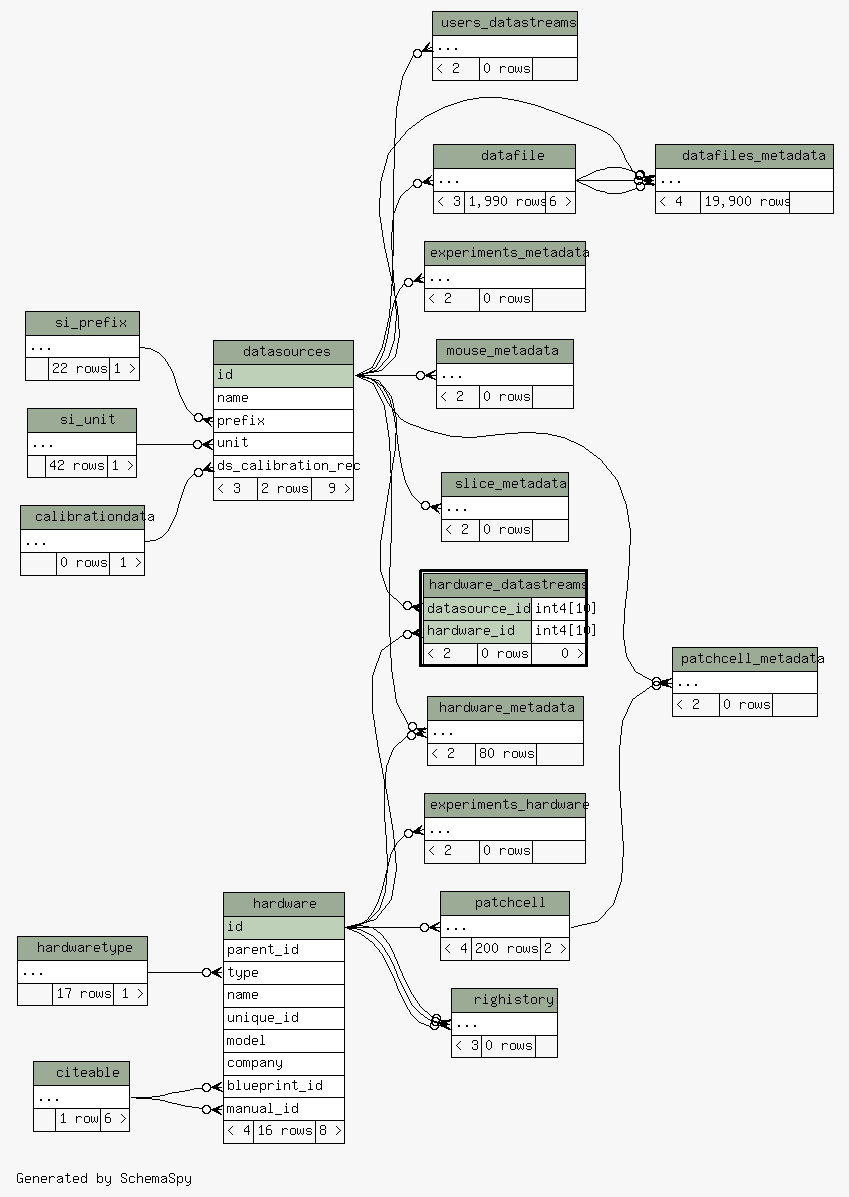 users_datastreams
...
< 2 0 rows
datafile
...
< 3 1,990 rows 6 >
datafiles_metadata
...
< 4 19,900 rows
experiments_metadata
...
< 2 0 rows
si_prefix
...
22 rows 1 >
datasources
id
name
prefix
unit
ds_calibration_rec
< 3 2 rows 9 >
mouse_metadata
...
< 2 0 rows
si_unit
...
42 rows 1 >
calibrationdata
...
0 rows 1 >
slice_metadata
...
< 2 0 rows
hardware_datastreams
datasource_id int4[10]
hardware_id int4[10]
< 2 0 rows 0 >
patchcell_metadata
...
< 2 0 rows
hardware_metadata
...
< 2 80 rows
experiments_hardware
...
< 2 0 rows
hardware
id
parent_id
type
name
unique_id
model
company
blueprint_id
manual_id
< 4 16 rows 8 >
patchcell
...
< 4 200 rows 2 >
hardwaretype
...
17 rows 1 >
righistory
...
< 3 0 rows
citeable
...
1 row 6 >
Generated by SchemaSpy